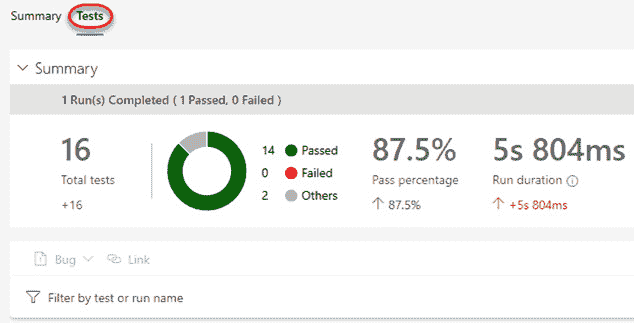 Summary Tests
Summary
1 Run(s) Completed ( 1 Passed, 0 Failed )
16
Total tests
+16
14 Passed
0 Failed
2 Others
87.5%
Pass percentage
↑ 87.5%
5s 804ms
Run duration
↑ +5s 804ms
Bug Link
Filter by test or run name